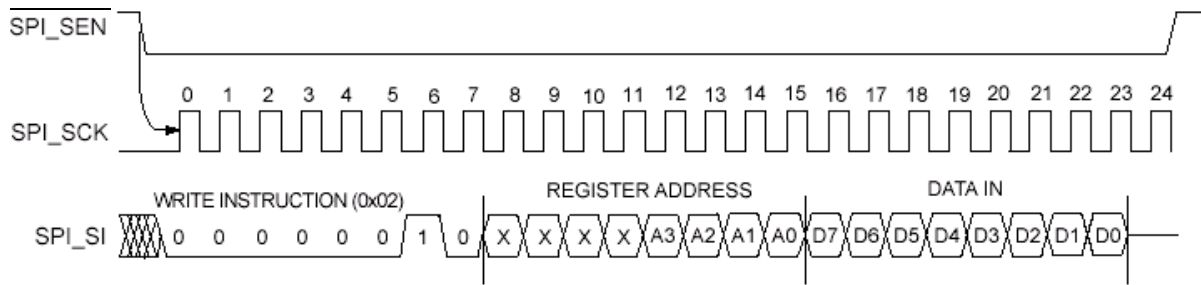 SPI_SEN
0 1 2 3 4 5 6 7 8 9 10 11 12 13 14 15 16 17 18 19 20 21 22 23 24
SPI_SCK
WRITE INSTRUCTION (0x02) REGISTER ADDRESS DATA IN
SPI_SI 0 0 0 0 0 0 1 0 X X X X A3 A2 A1 A0 D7 D6 D5 D4 D3 D2 D1 D0